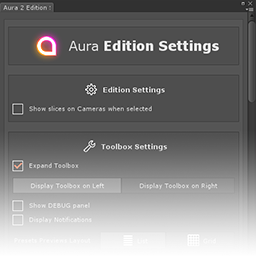 Aura 2 Edition
Aura Edition Settings
Edition Settings
Show slices on Cameras when selected
Toolbox Settings
Expand Toolbox
Display Toolbox on Left
Display Toolbox on Right
Show DEBUG panel
Display Notifications